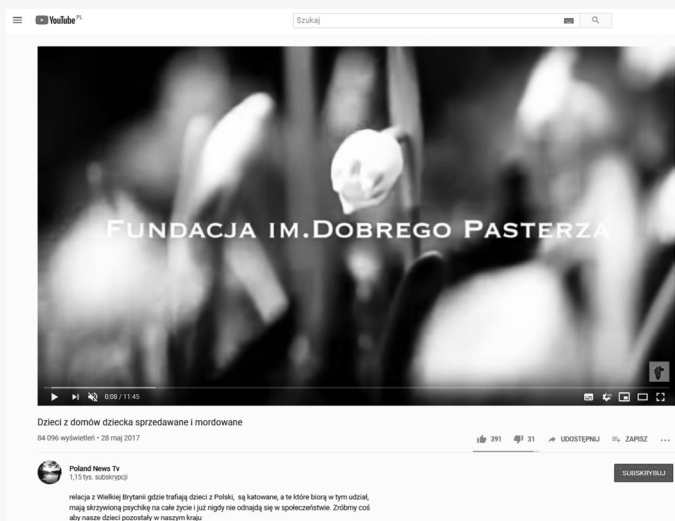 YouTube PL
Szukaj
FUNDACJA IM.DOBREGO PASTERZA
0:08 / 11:45
Dzieci z domów dziecka sprzedawane i mordowane
84 096 wyświetleń • 28 maj 2017
391 31 UDOSTĘPNIJ ZAPISZ ...
Poland News Tv
1,15 tys. subskrypcji
SUBSKRYBUJ
relacja z Wielkiej Brytanii gdzie trafiają dzieci z Polski, są katowane, a te które biorą w tym udział,
mają skrzywioną psychikę na całe życie i już nigdy nie odnajdą się w społeczeństwie. Zróbmy coś
aby nasze dzieci pozostały w naszym kraju